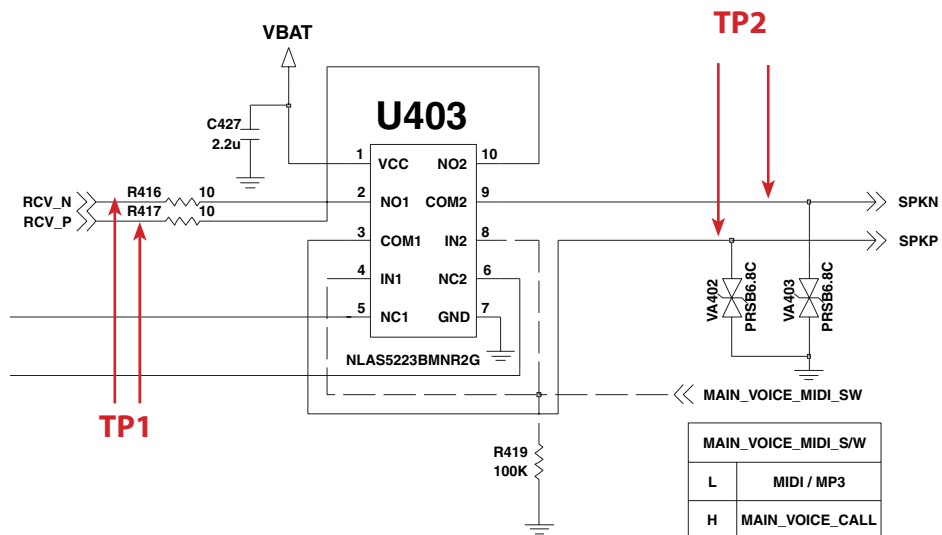 TP2
VBAT
U403
C427
2.2u
1 VCC NO2 10
RCV_N R416 10 2 NO1 COM2 9 SPKN
RCV_P R417 10
3 COM1 IN2 8 SPKP
4 IN1 NC2 6
5 NC1 GND 7
VA402
PRSB6.8C
VA403
PRSB6.8C
NLAS5223BMNR2G
TP1
MAIN_VOICE_MIDI_SW
R419
100K
MAIN_VOICE_MIDI_S/W
L MIDI / MP3
H MAIN_VOICE_CALL